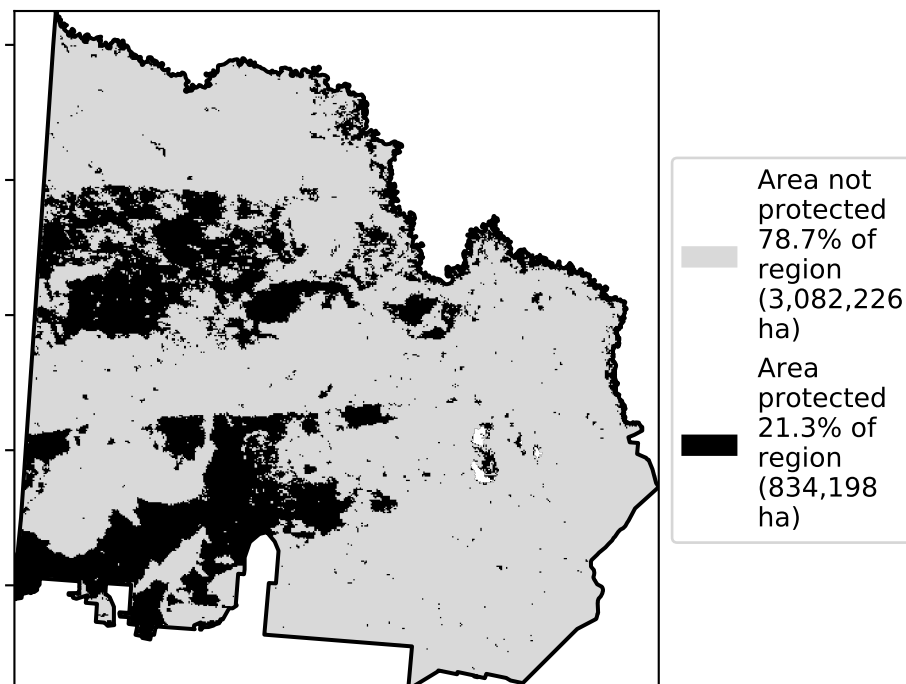 Area not
protected
78.7% of
region
(3,082,226
ha)
Area
protected
21.3% of
region
(834,198
ha)